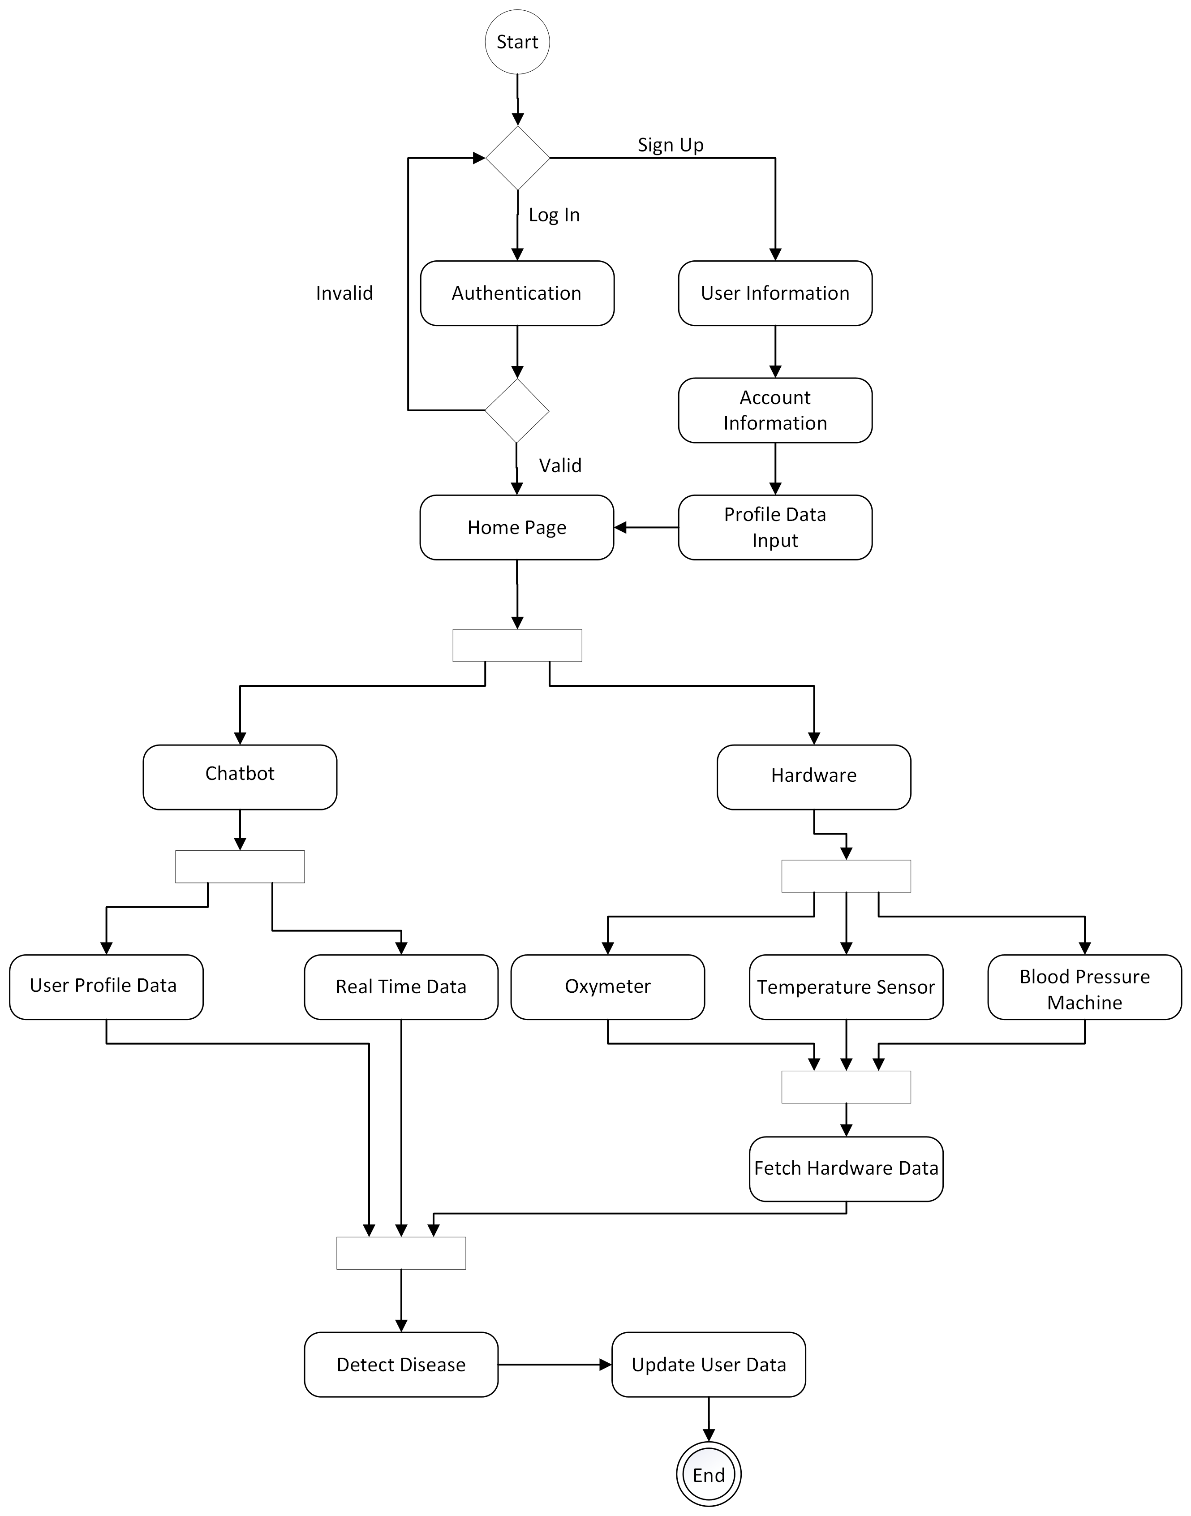 Start
Sign Up
Log In
Invalid
Authentication
User Information
Account
Information
Valid
Home Page
Profile Data
Input
Chatbot
Hardware
User Profile Data
Real Time Data
Oxymeter
Temperature Sensor
Blood Pressure
Machine
Fetch Hardware Data
Detect Disease
Update User Data
End